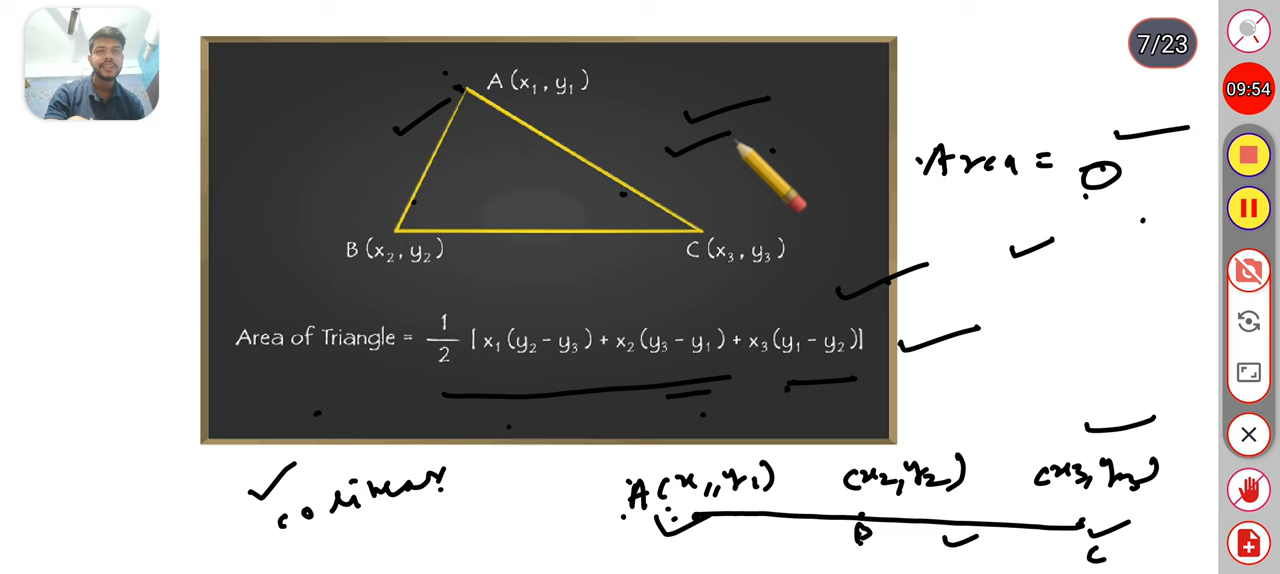 7/23
09:54
A (x₁, y₁)
Area = 0
B (x₂, y₂)
C (x₃, y₃)
Area of Triangle = 1/2 [ x₁ (y₂ – y₃) + x₂ (y₃ – y₁) + x₃ (y₁ – y₂)]
A(x₁, y₁) (x₂, y₂) (x₃, y₃)
B
C